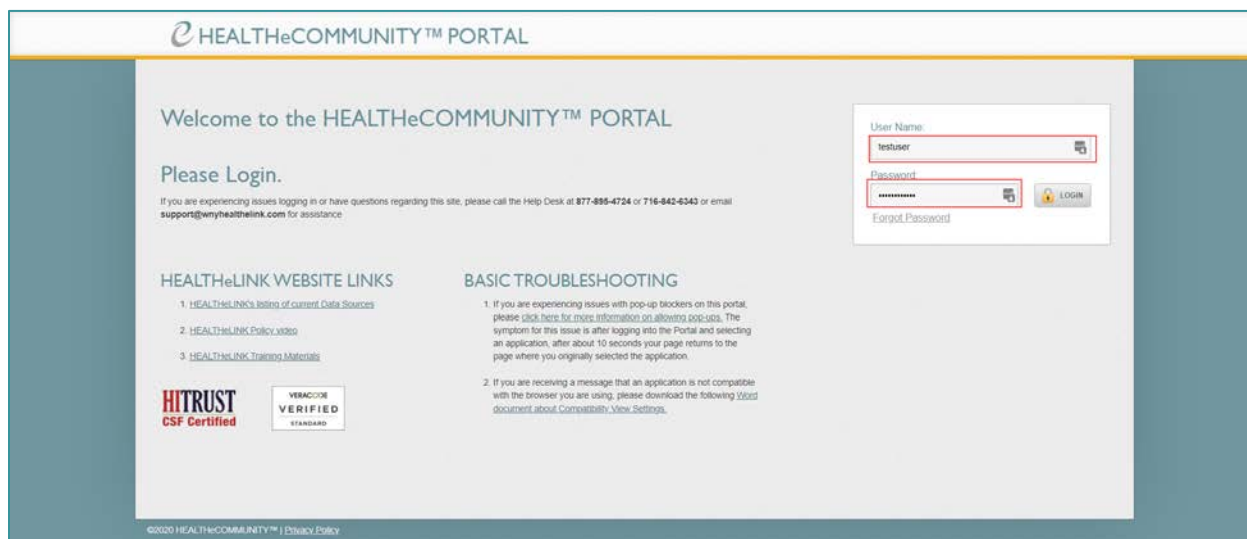 HEALTHeCOMMUNITY™ PORTAL
Welcome to the HEALTHeCOMMUNITY™ PORTAL
Please Login.
If you are experiencing issues logging in or have questions regarding this site, please call the Help Desk at 877-895-4724 or 716-842-6343 or email
support@wnyhealthelink.com for assistance
User Name:
testuser
Password:
••••••••••••
LOGIN
Forgot Password
HEALTHeLINK WEBSITE LINKS
1. HEALTHeLINK's listing of current Data Sources
2. HEALTHeLINK Policy video
3. HEALTHeLINK Training Materials
HITRUST
CSF Certified
VERACODE
VERIFIED
STANDARD
BASIC TROUBLESHOOTING
1. If you are experiencing issues with pop-up blockers on this portal,
please click here for more information on allowing pop-ups. The
symptom for this issue is after logging into the Portal and selecting
an application, after about 10 seconds your page returns to the
page where you originally selected the application.
2. If you are receiving a message that an application is not compatible
with the browser you are using, please download the following Word
document about Compatibility View Settings.
©2020 HEALTHeCOMMUNITY™ | Privacy Policy